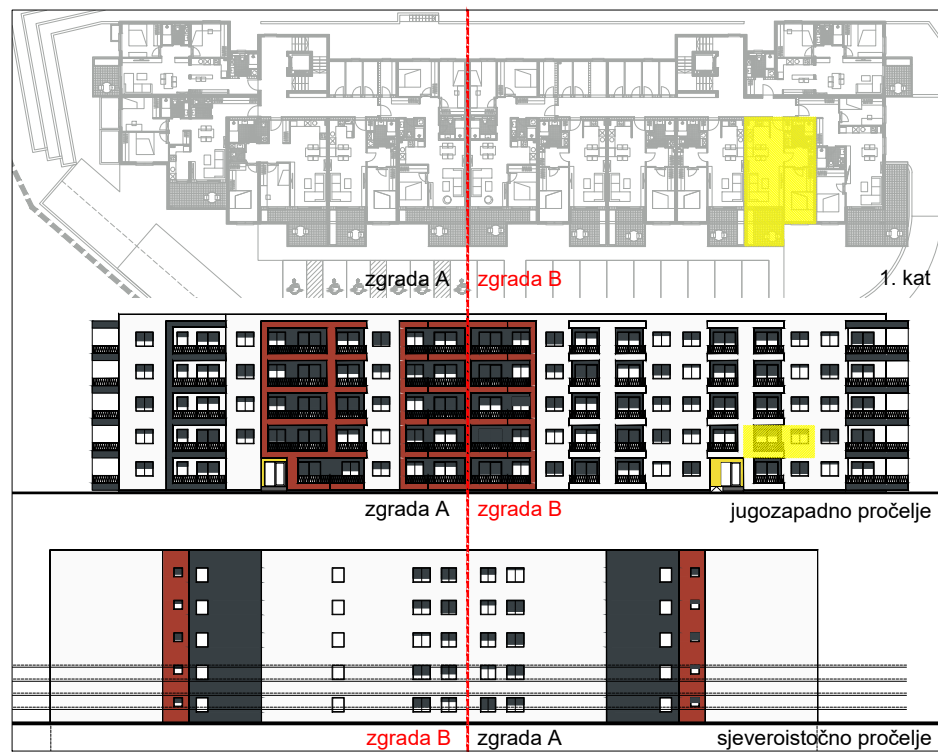 zgrada A zgrada B 1. kat
zgrada A zgrada B jugozapadno pročelje
zgrada B zgrada A sjeveroistočno pročelje